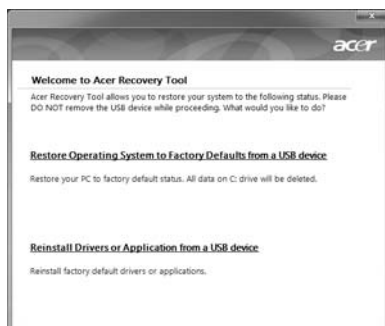 acer
Welcome to Acer Recovery Tool
Acer Recovery Tool allows you to restore your system to the following status. Please
DO NOT remove the USB device while proceeding. What would you like to do?
Restore Operating System to Factory Defaults from a USB device
Restore your PC to factory default status. All data on C: drive will be deleted.
Reinstall Drivers or Application from a USB device
Reinstall factory default drivers or applications.